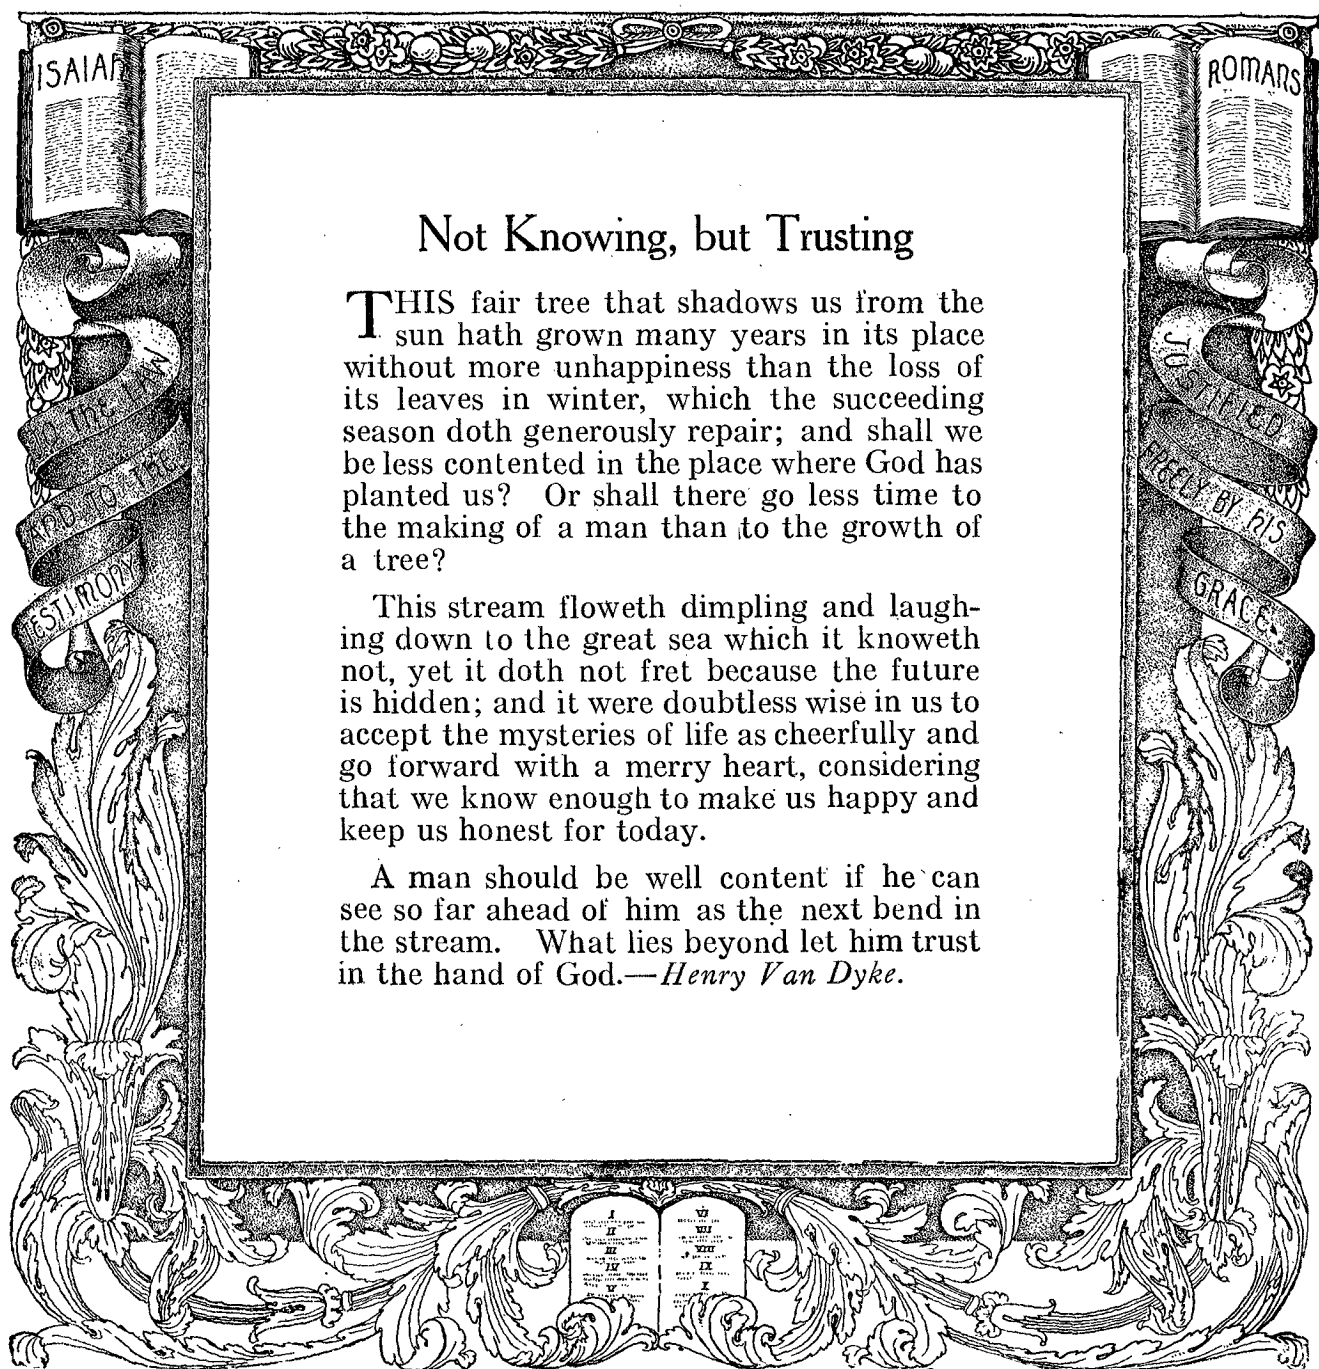 ISAIAH
ROMANS
Not Knowing, but Trusting
THIS fair tree that shadows us from the
sun hath grown many years in its place
without more unhappiness than the loss of
its leaves in winter, which the succeeding
season doth generously repair; and shall we
be less contented in the place where God has
planted us? Or shall there go less time to
the making of a man than to the growth of
a tree?
This stream floweth dimpling and laugh-
ing down to the great sea which it knoweth
not, yet it doth not fret because the future
is hidden; and it were doubtless wise in us to
accept the mysteries of life as cheerfully and
go forward with a merry heart, considering
that we know enough to make us happy and
keep us honest for today.
A man should be well content if he can
see so far ahead of him as the next bend in
the stream. What lies beyond let him trust
in the hand of God.—Henry Van Dyke.
TO THE LAW
AND TO THE
TESTIMONY
JUSTIFIED
FREELY BY HIS
GRACE
I
II
III
IV
V
VI
VII
VIII
IX
X